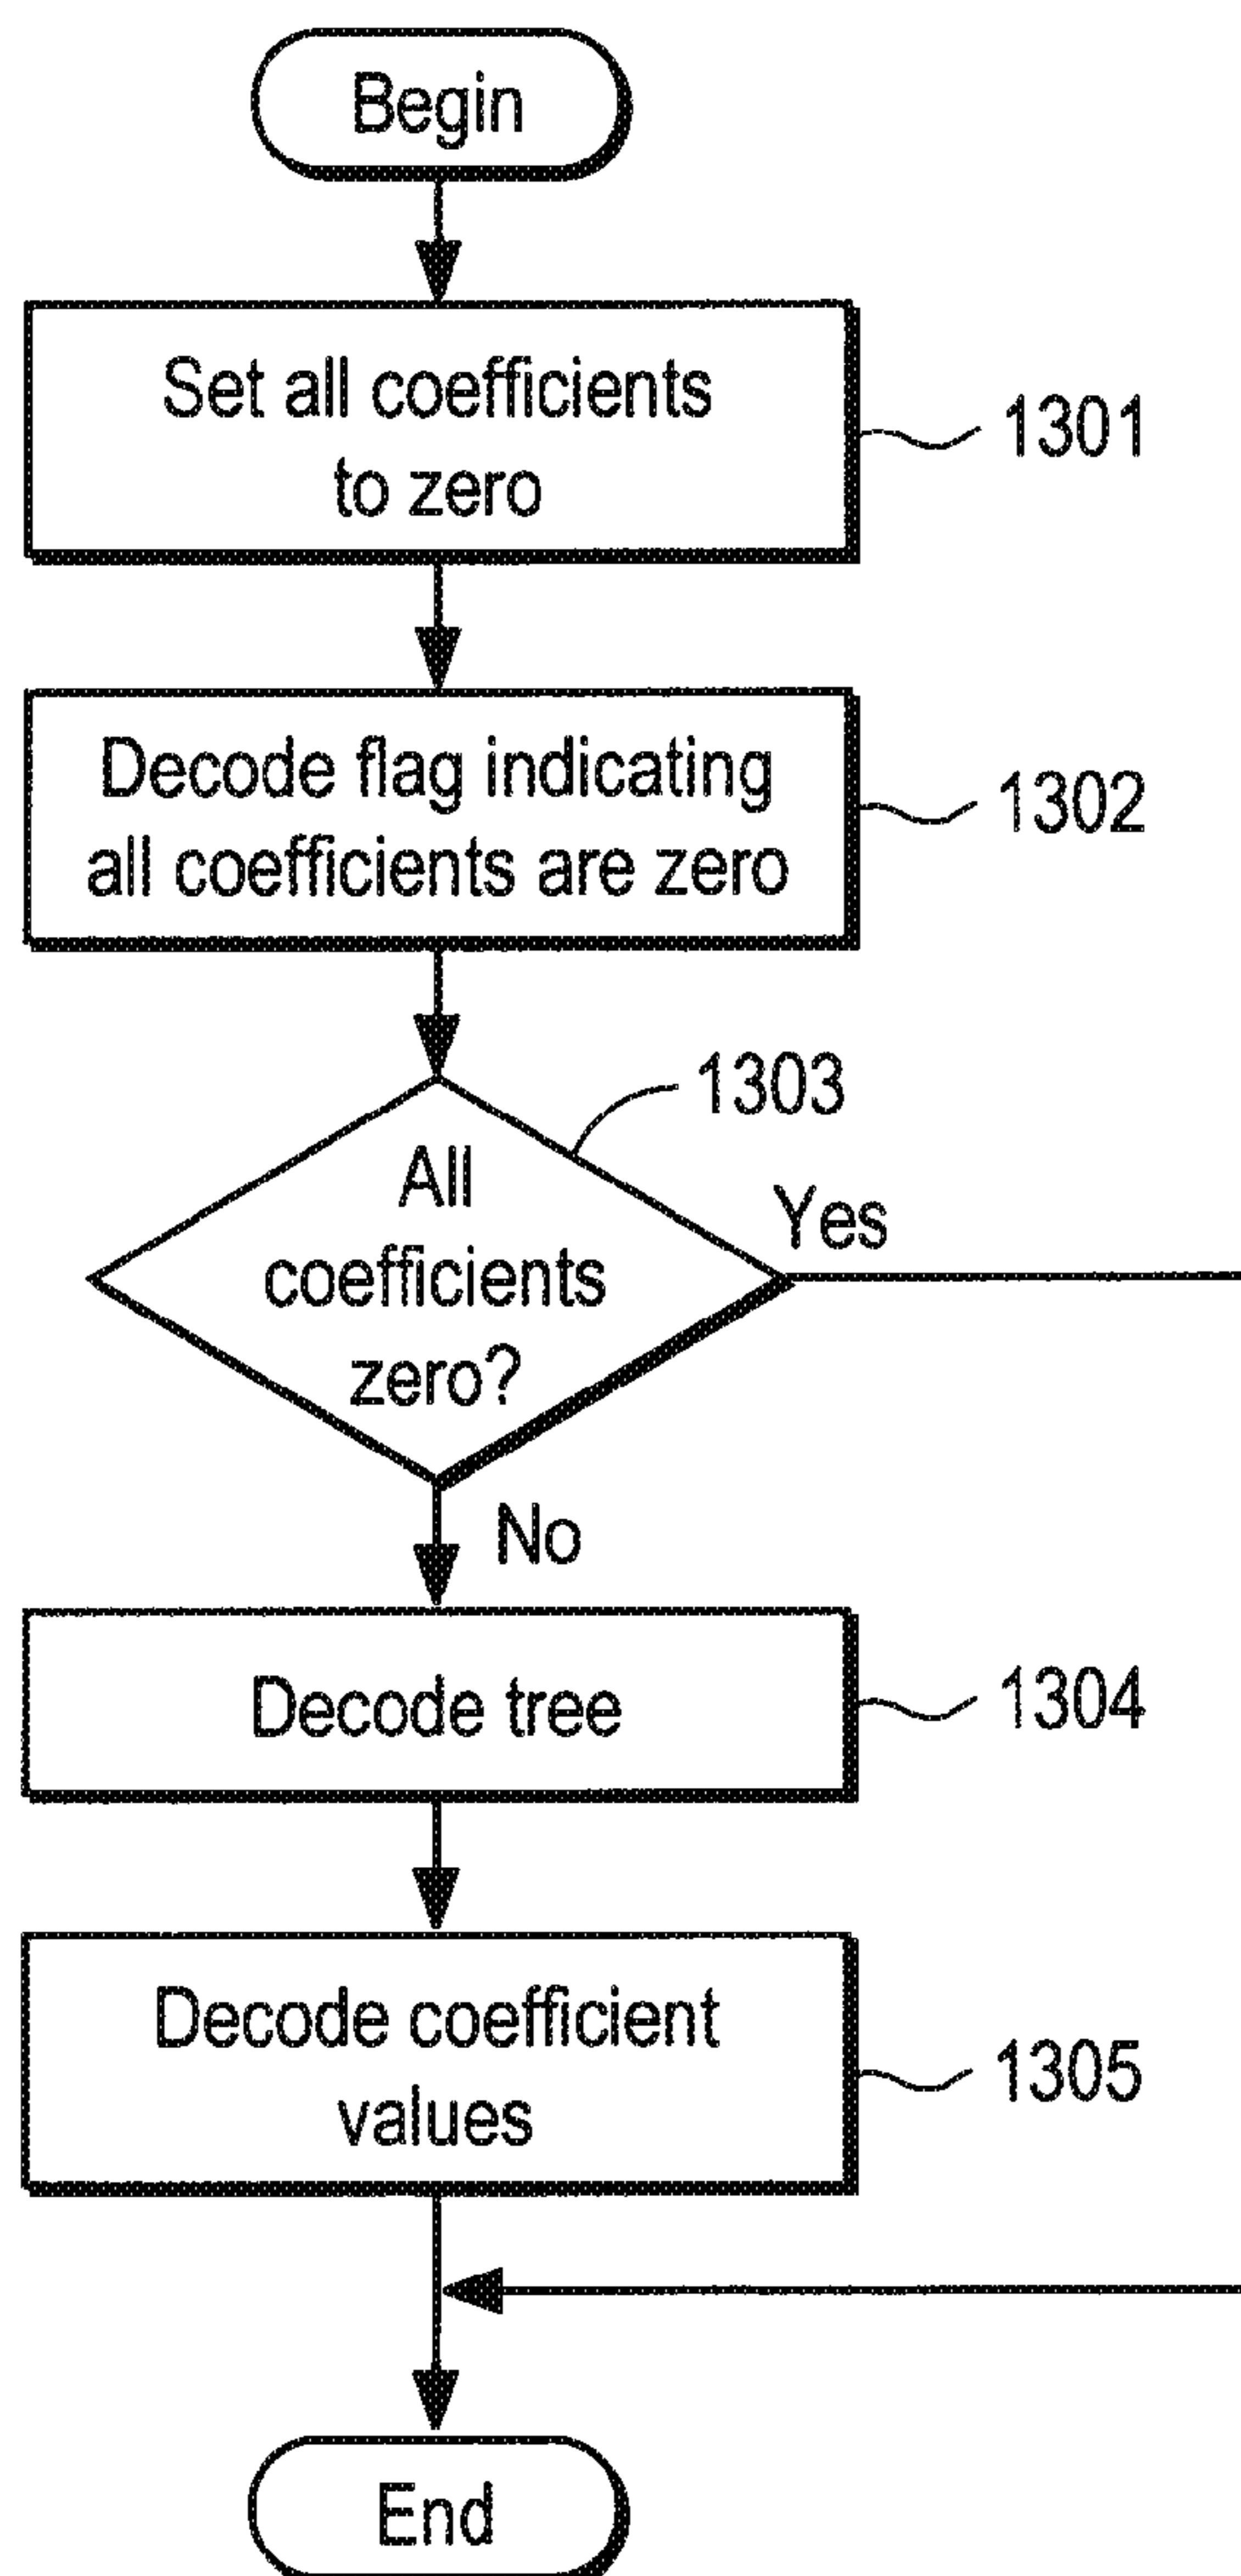 Begin
Set all coefficients
to zero
1301
Decode flag indicating
all coefficients are zero
1302
1303
All
coefficients
zero?
Yes
No
Decode tree
1304
Decode coefficient
values
1305
End